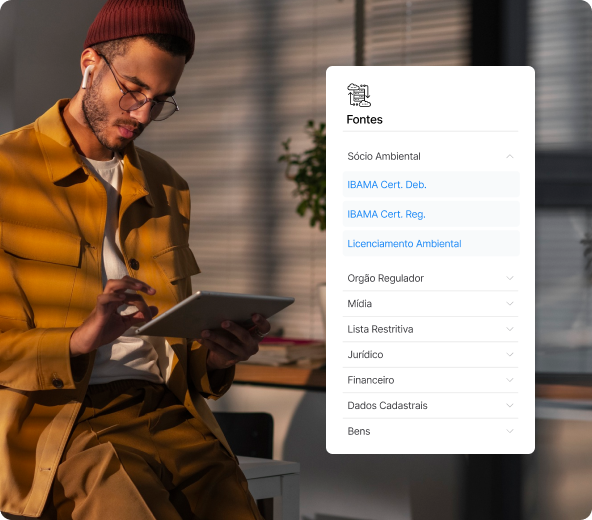 Fontes
Sócio Ambiental
IBAMA Cert. Deb.
IBAMA Cert. Reg.
Licenciamento Ambiental
Orgão Regulador
Mídia
Lista Restritiva
Jurídico
Financeiro
Dados Cadastrais
Bens